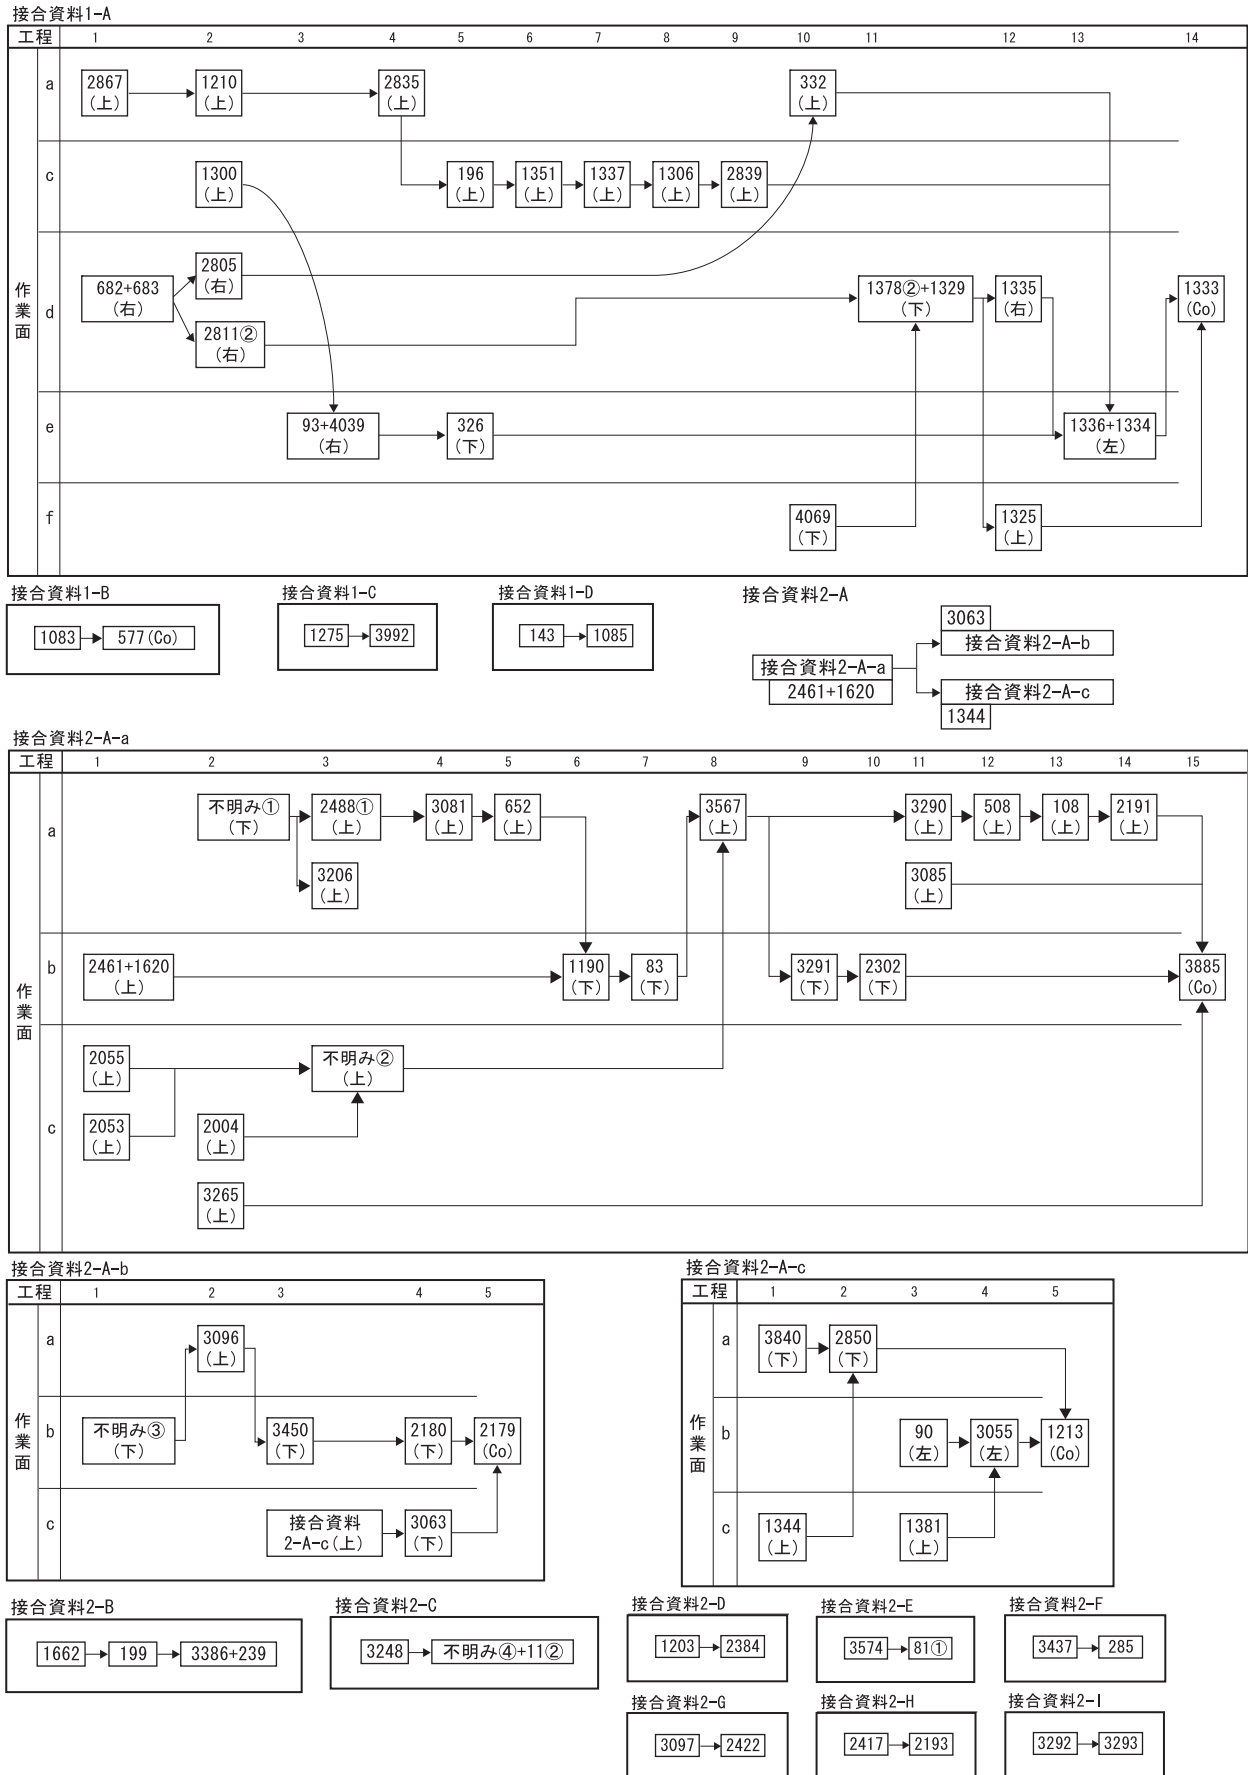 接合資料1-A
工程 1 2 3 4 5 6 7 8 9 10 11 12 13 14
作業面
a
2867
(上)
1210
(上)
2835
(上)
332
(上)
c
1300
(上)
196
(上)
1351
(上)
1337
(上)
1306
(上)
2839
(上)
d
682+683
(右)
2805
(右)
2811②
(右)
1378②+1329
(下)
1335
(右)
1333
(Co)
e
93+4039
(右)
326
(下)
1336+1334
(左)
f
4069
(下)
1325
(上)
接合資料1-B
1083 577(Co)
接合資料1-C
1275 3992
接合資料1-D
143 1085
接合資料2-A
3063
接合資料2-A-b
接合資料2-A-a
2461+1620
接合資料2-A-c
1344
接合資料2-A-a
工程 1 2 3 4 5 6 7 8 9 10 11 12 13 14 15
作業面
a
不明み①
(下)
2488①
(上)
3081
(上)
652
(上)
3567
(上)
3290
(上)
508
(上)
108
(上)
2191
(上)
3206
(上)
3085
(上)
b
2461+1620
(上)
1190
(下)
83
(下)
3291
(下)
2302
(下)
3885
(Co)
c
2055
(上)
不明み②
(上)
2053
(上)
2004
(上)
3265
(上)
接合資料2-A-b
工程 1 2 3 4 5
作業面
a
3096
(上)
b
不明み③
(下)
3450
(下)
2180
(下)
2179
(Co)
c
接合資料
2-A-c(上)
3063
(下)
接合資料2-A-c
工程 1 2 3 4 5
作業面
a
3840
(下)
2850
(下)
b
90
(左)
3055
(左)
1213
(Co)
c
1344
(上)
1381
(上)
接合資料2-B
1662 199 3386+239
接合資料2-C
3248 不明み④+11②
接合資料2-D
1203 2384
接合資料2-E
3574 81①
接合資料2-F
3437 285
接合資料2-G
3097 2422
接合資料2-H
2417 2193
接合資料2-I
3292 3293